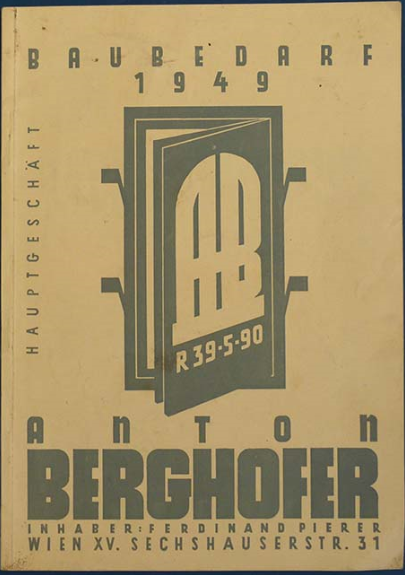 BAUBEDARF
1949
HAUPTGESCHÄFT
AB
R 39-5-90
ANTON
BERGHOFER
INHABER: FERDINAND PIERER
WIEN XV. SECHSHAUSERSTR. 31